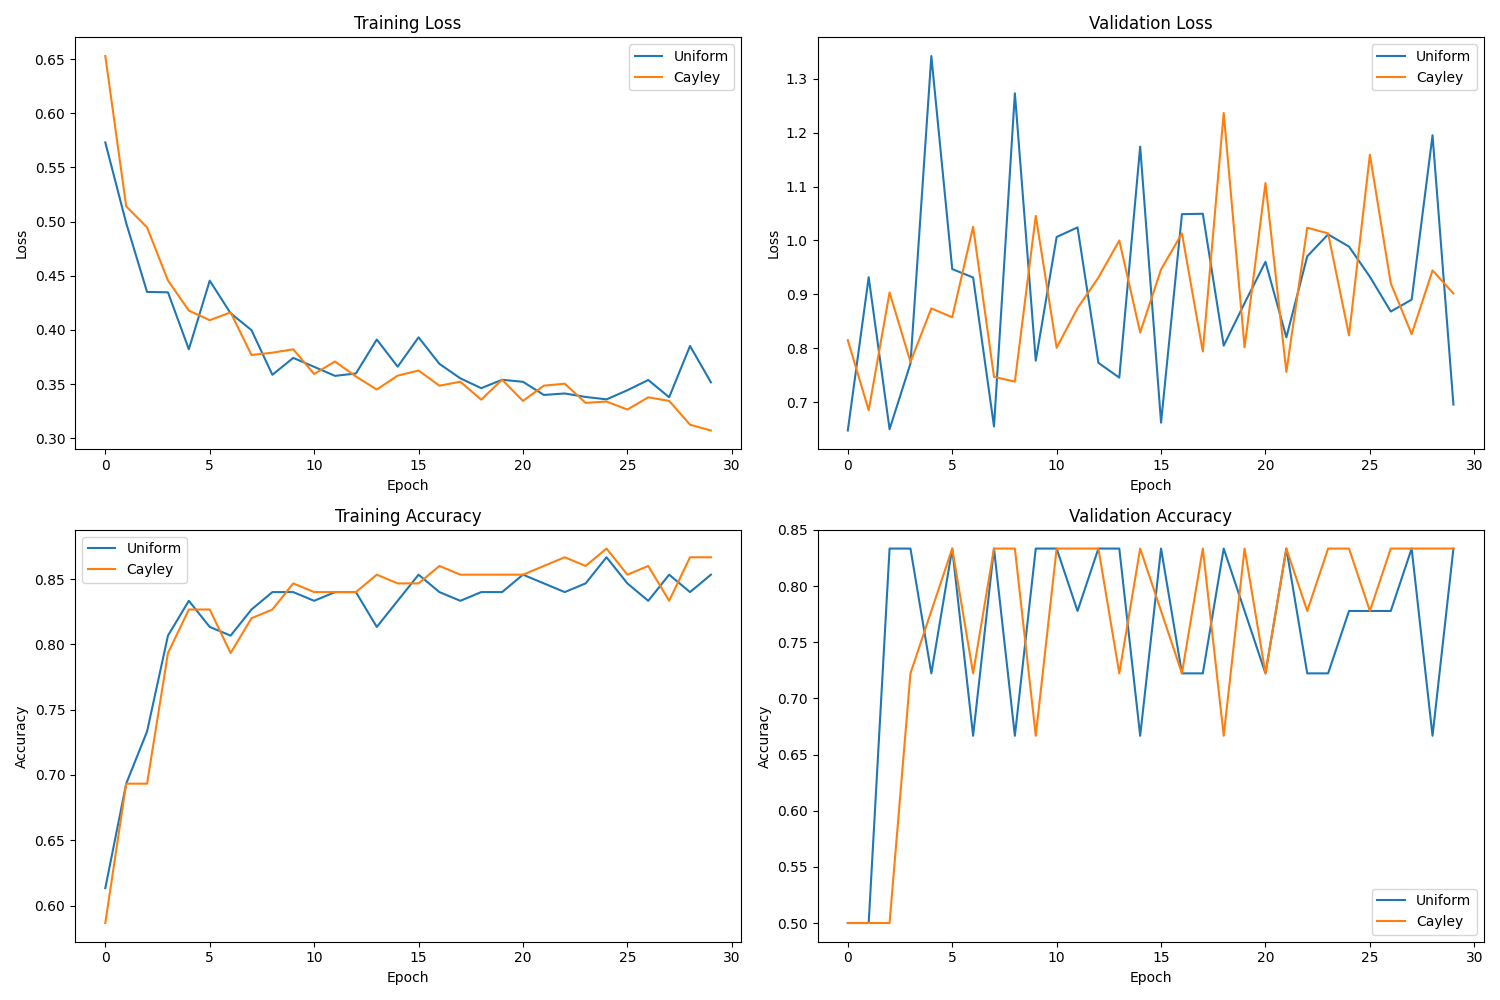 Training Loss
Loss
0.65
0.60
0.55
0.50
0.45
0.40
0.35
0.30
Uniform
Cayley
0 5 10 15 20 25 30
Epoch
Validation Loss
Loss
1.3
1.2
1.1
1.0
0.9
0.8
0.7
Uniform
Cayley
0 5 10 15 20 25 30
Epoch
Training Accuracy
Accuracy
0.85
0.80
0.75
0.70
0.65
0.60
Uniform
Cayley
0 5 10 15 20 25 30
Epoch
Validation Accuracy
Accuracy
0.85
0.80
0.75
0.70
0.65
0.60
0.55
0.50
Uniform
Cayley
0 5 10 15 20 25 30
Epoch